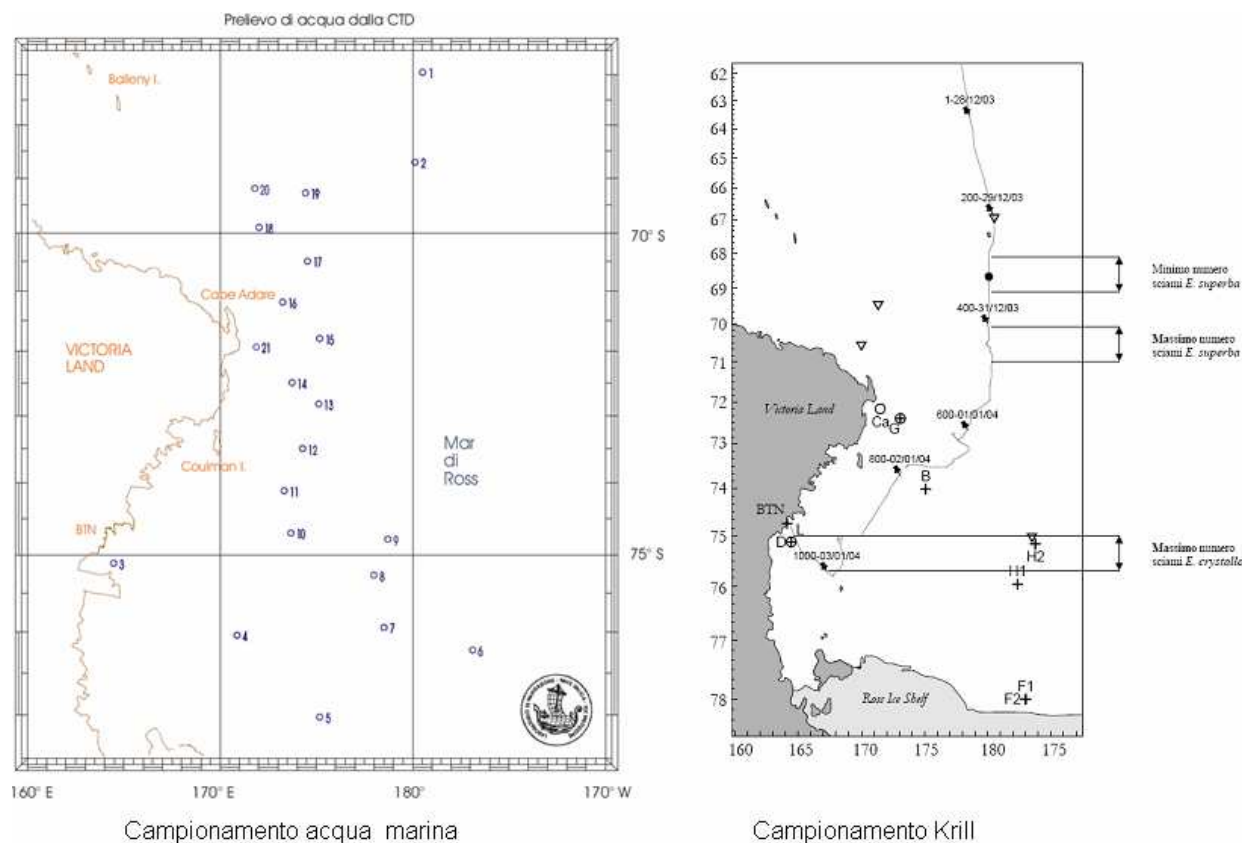 Prelievo di acqua dalla CTD
Balleny I.
1
2
20
19
18
70° S
17
Cape Adare
16
15
VICTORIA
LAND
21
14
13
12
Mar
di
Ross
Coulman I.
11
BTN
10
9
75° S
3
8
7
4
6
5
160° E
170° E
180°
170° W
Campionamento acqua marina
62
63
1-28/12/03
64
65
66
200-29/12/03
67
68
Minimo numero
sciami E. superba
69
400-31/12/03
70
Massimo numero
sciami E. superba
71
Victoria Land
72
Ca
G
600-01/01/04
73
800-02/01/04
74
B
BTN
75
D
L
1000-03/01/04
H2
Massimo numero
sciami E. crystallo
H1
76
77
F1
F2
78
Ross Ice Shelf
160
165
170
175
180
175
Campionamento Krill